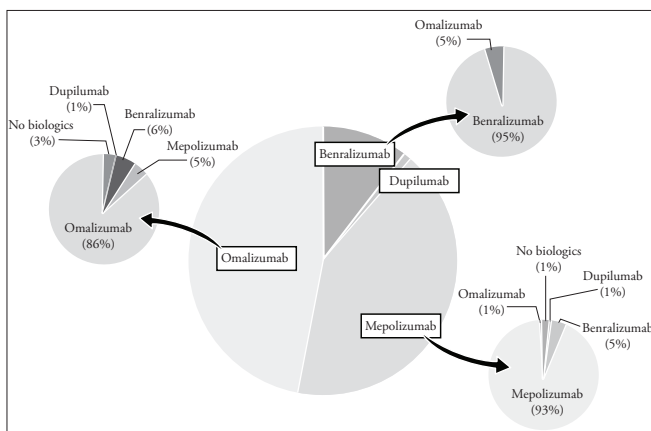 Omalizumab
(5%)
Benralizumab
(95%)
Dupilumab
(1%)
No biologics
(3%)
Benralizumab
(6%)
Mepolizumab
(5%)
Omalizumab
(86%)
Benralizumab
Dupilumab
Omalizumab
Mepolizumab
No biologics
(1%)
Dupilumab
(1%)
Omalizumab
(1%)
Benralizumab
(5%)
Mepolizumab
(93%)